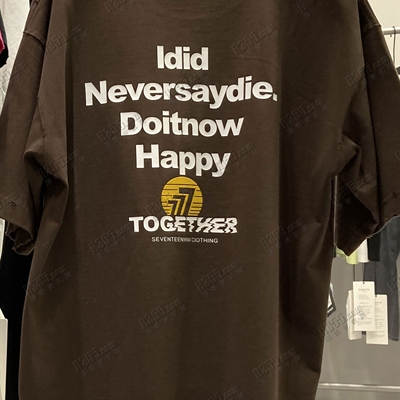 Idid
Neversaydie.
Doitnow
Happy
TOGETHER